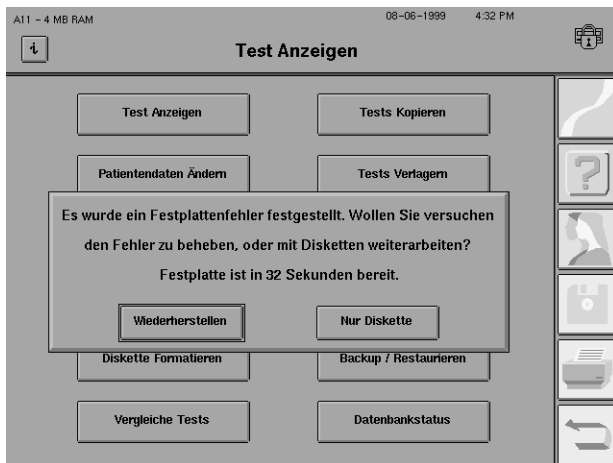 A11 – 4 MB RAM 08–06–1999 4:32 PM
i
Test Anzeigen
Test Anzeigen Tests Kopieren
Patientendaten Ändern Tests Verlagern
Es wurde ein Festplattenfehler festgestellt. Wollen Sie versuchen
den Fehler zu beheben, oder mit Disketten weiterarbeiten?
Festplatte ist in 32 Sekunden bereit.
Wiederherstellen Nur Diskette
Diskette Formatieren Backup / Restaurieren
Vergleiche Tests Datenbankstatus
?